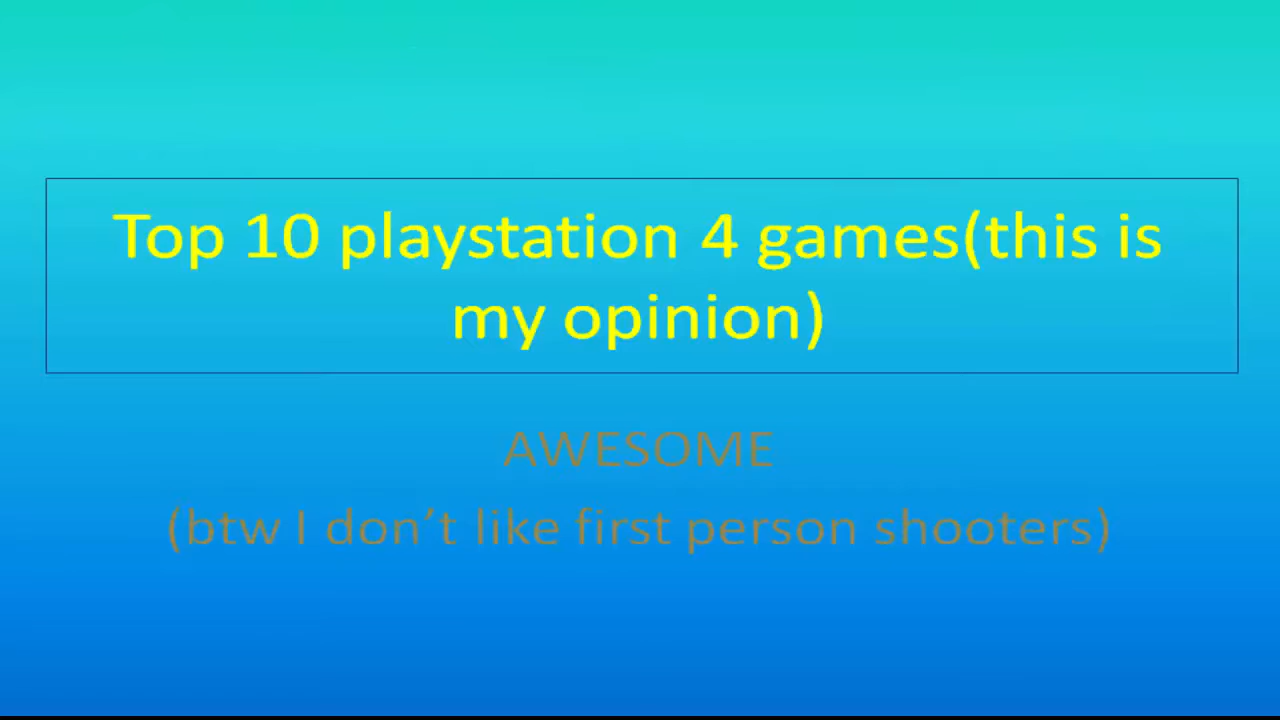 Top 10 playstation 4 games(this is
my opinion)
AWESOME
(btw I don’t like first person shooters)